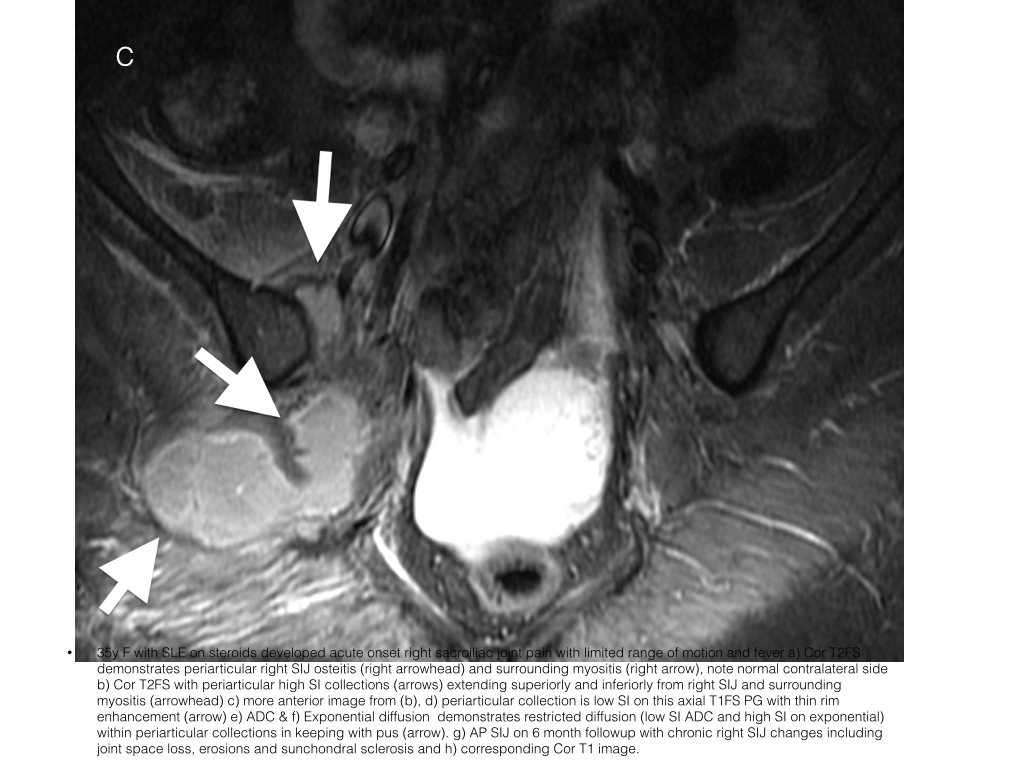 C
• 35y F with SLE on steroids developed acute onset right sacroiliac joint pain with limited range of motion and fever a) Cor T2FS
demonstrates periarticular right SIJ osteitis (right arrowhead) and surrounding myositis (right arrow), note normal contralateral side
b) Cor T2FS with periarticular high SI collections (arrows) extending superiorly and inferiorly from right SIJ and surrounding
myositis (arrowhead) c) more anterior image from (b), d) periarticular collection is low SI on this axial T1FS PG with thin rim
enhancement (arrow) e) ADC & f) Exponential diffusion  demonstrates restricted diffusion (low SI ADC and high SI on exponential)
within periarticular collections in keeping with pus (arrow). g) AP SIJ on 6 month followup with chronic right SIJ changes including
joint space loss, erosions and sunchondral sclerosis and h) corresponding Cor T1 image.